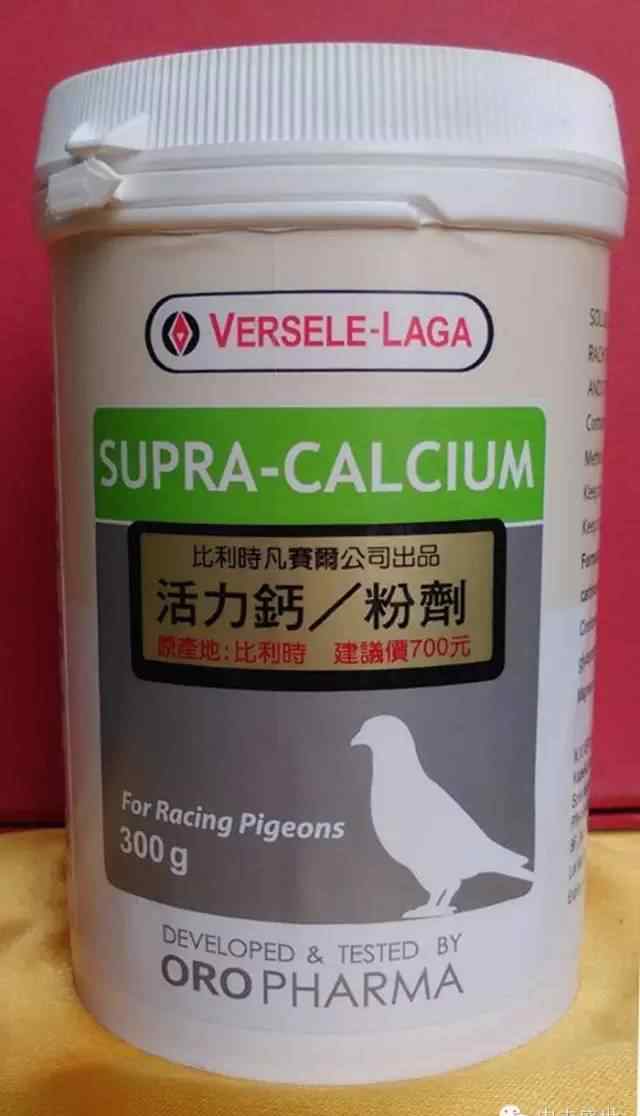 VERSELE-LAGA
SUPRA-CALCIUM
比利時凡賽爾公司出品
活力鈣／粉劑
原產地:比利時 建議價700元
For Racing Pigeons
300 g
DEVELOPED & TESTED BY
OROPHARMA